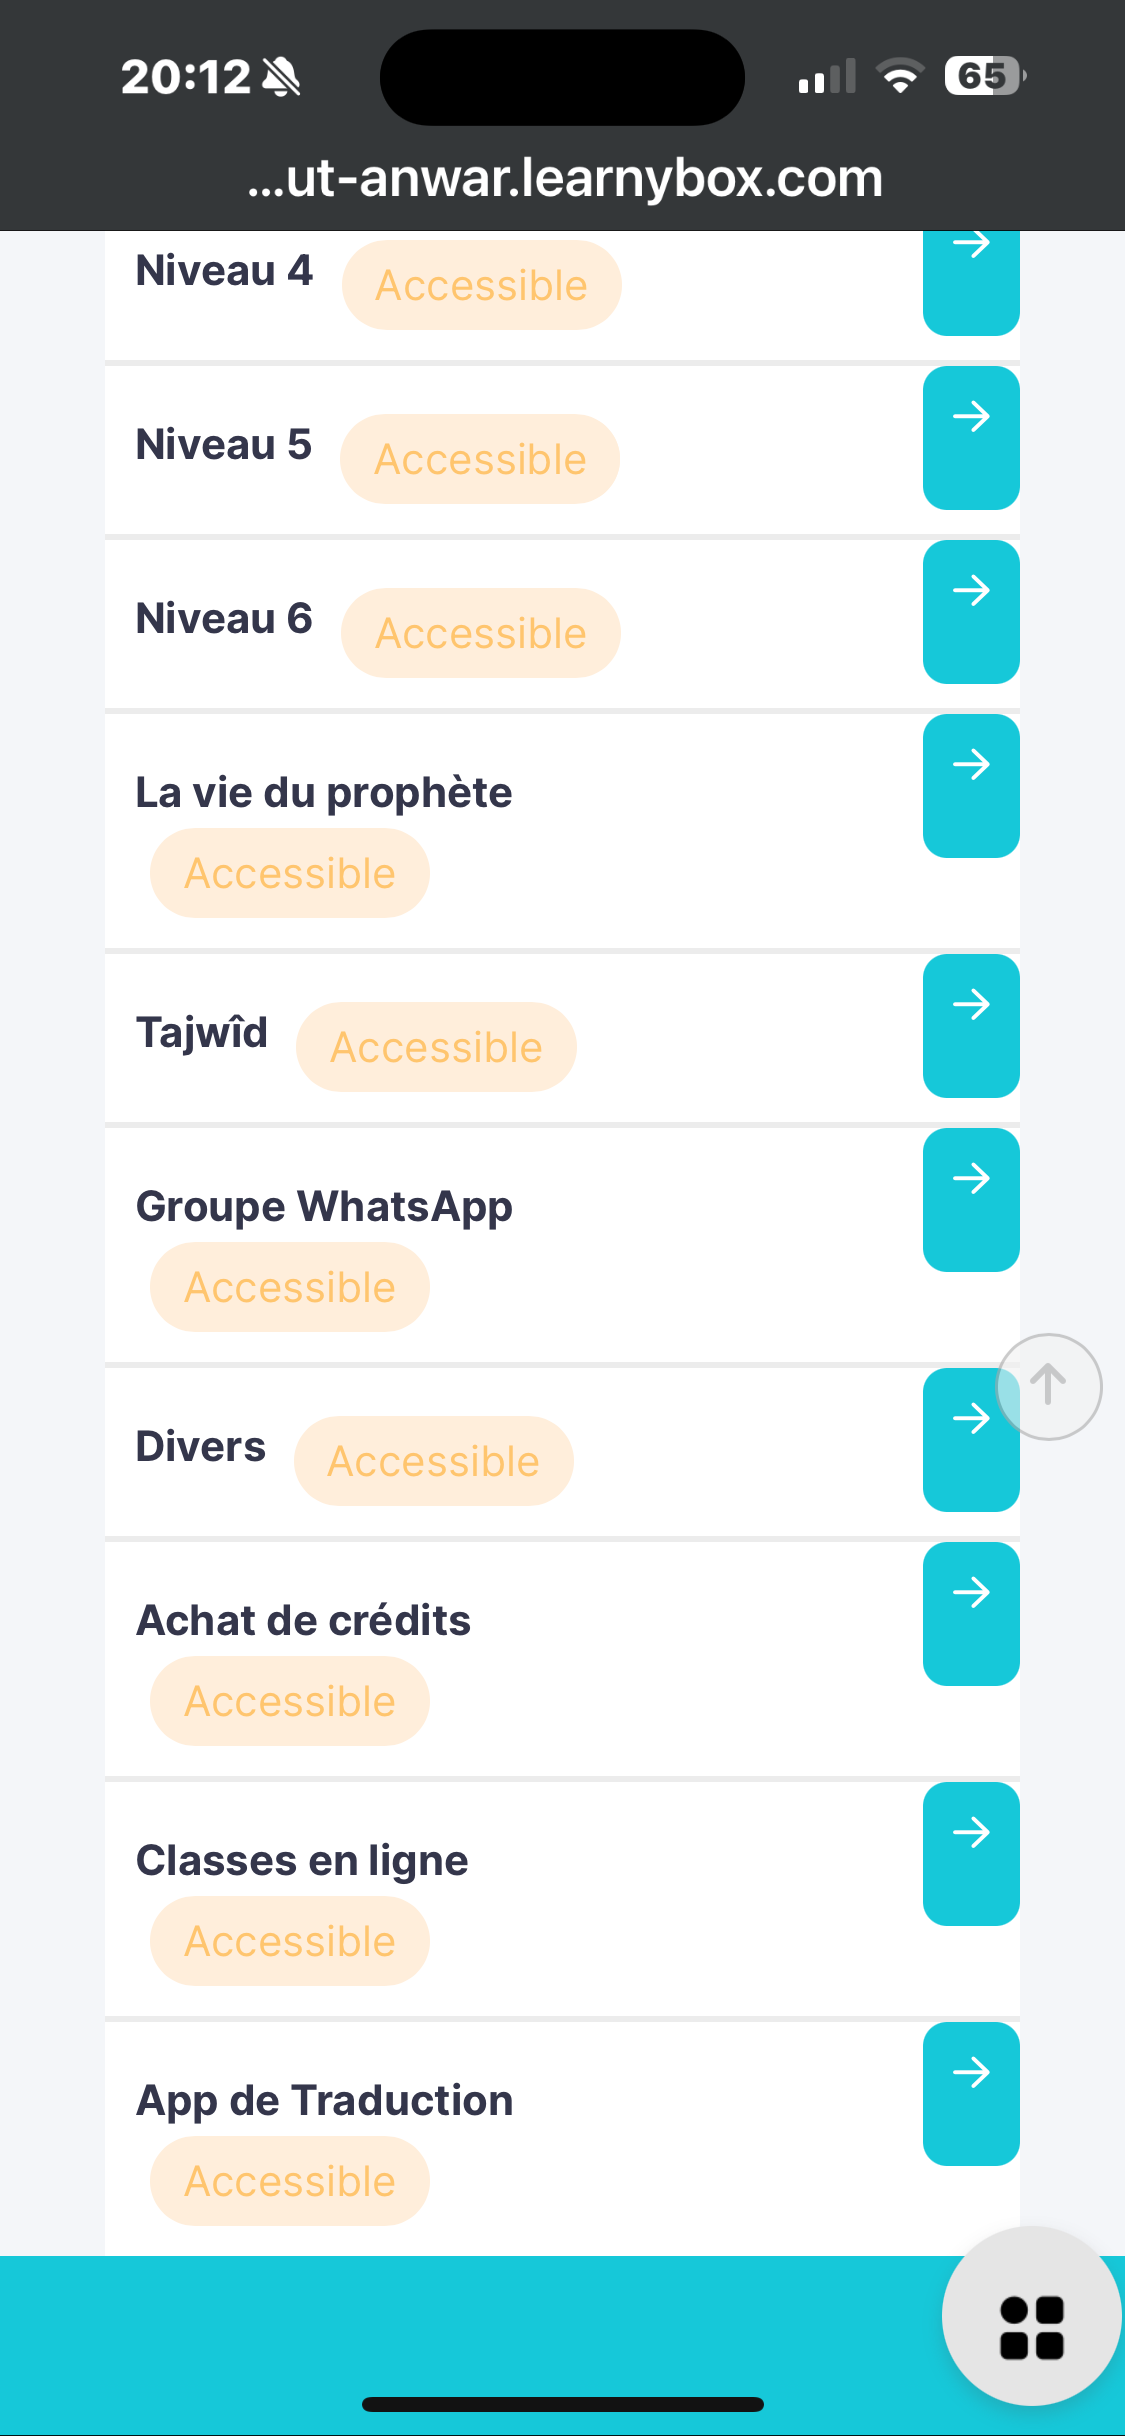 20:12
65
...ut-anwar.learnybox.com
Niveau 4 Accessible
Niveau 5 Accessible
Niveau 6 Accessible
La vie du prophète
Accessible
Tajwîd Accessible
Groupe WhatsApp
Accessible
Divers Accessible
Achat de crédits
Accessible
Classes en ligne
Accessible
App de Traduction
Accessible